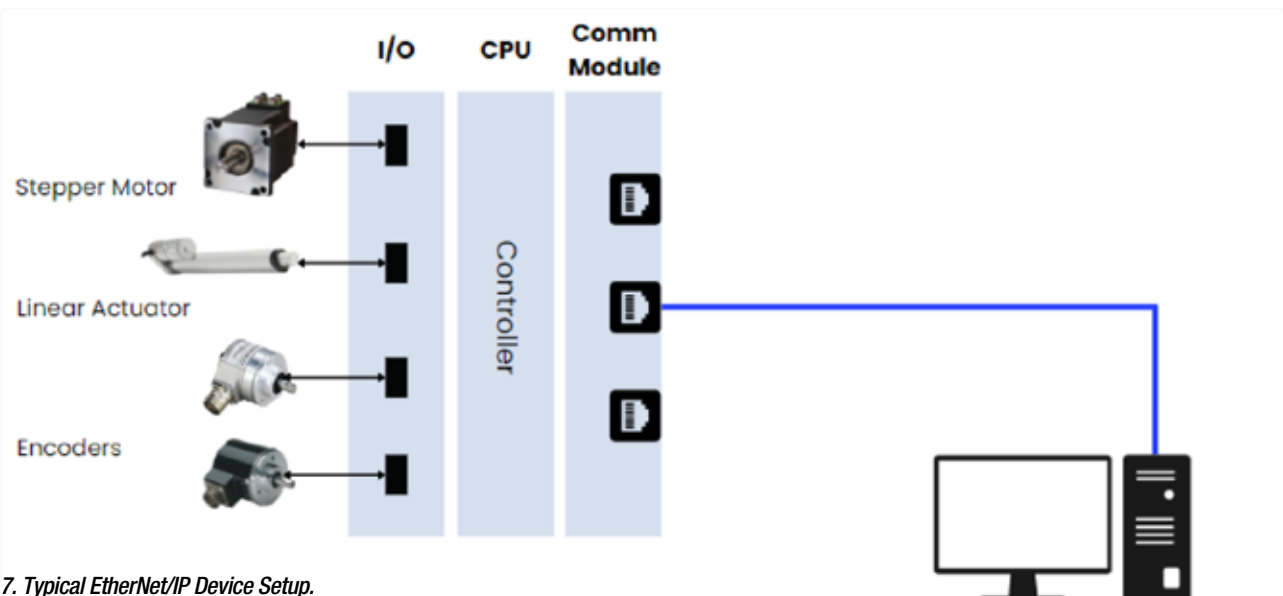 I/O
CPU
Comm
Module
Stepper Motor
Linear Actuator
Encoders
Controller
7. Typical EtherNet/IP Device Setup.